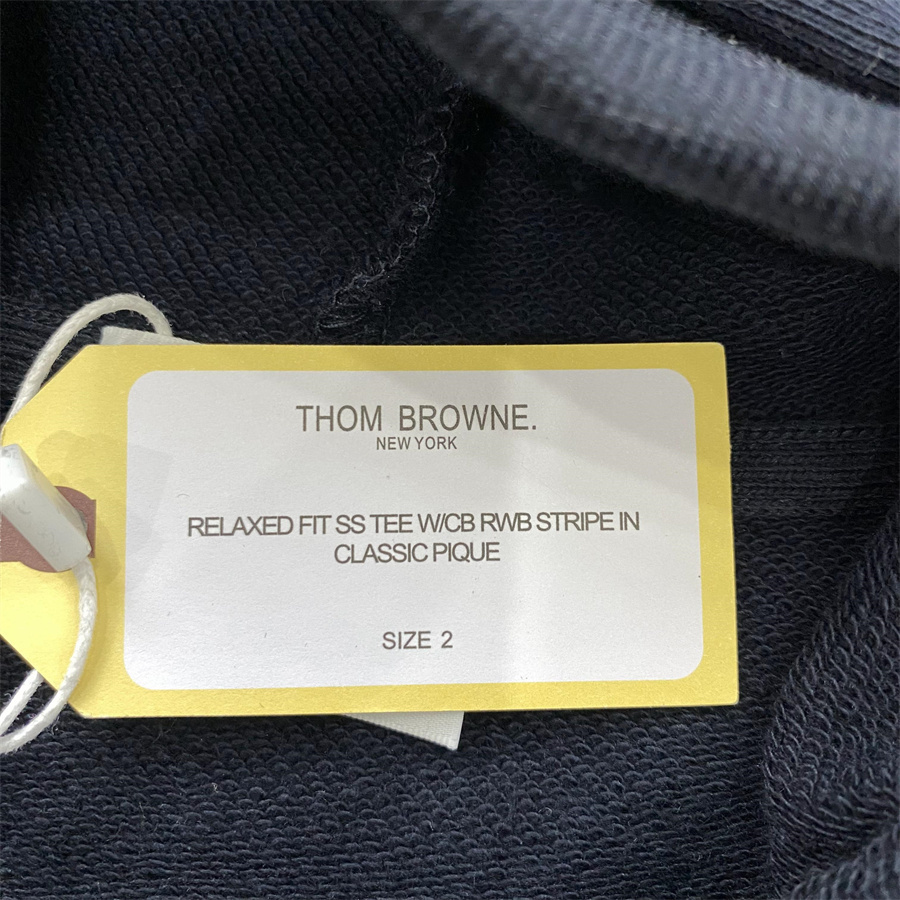 THOM BROWNE.
NEW YORK
RELAXED FIT SS TEE W/CB RWB STRIPE IN
CLASSIC PIQUE
SIZE 2